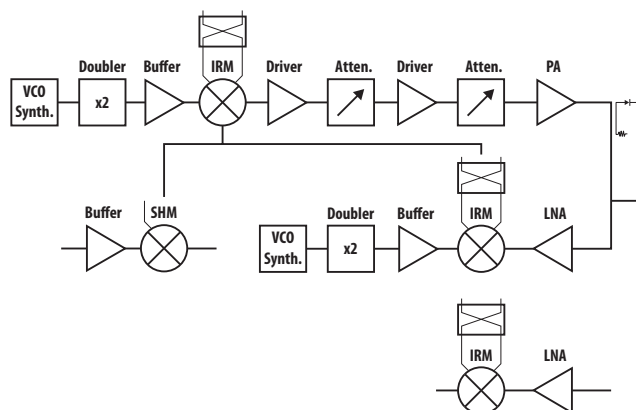 Doubler Buffer IRM Driver Atten. Driver Atten. PA
VCO
Synth.
x2
Buffer SHM
Doubler Buffer IRM LNA
VCO
Synth.
x2
IRM LNA